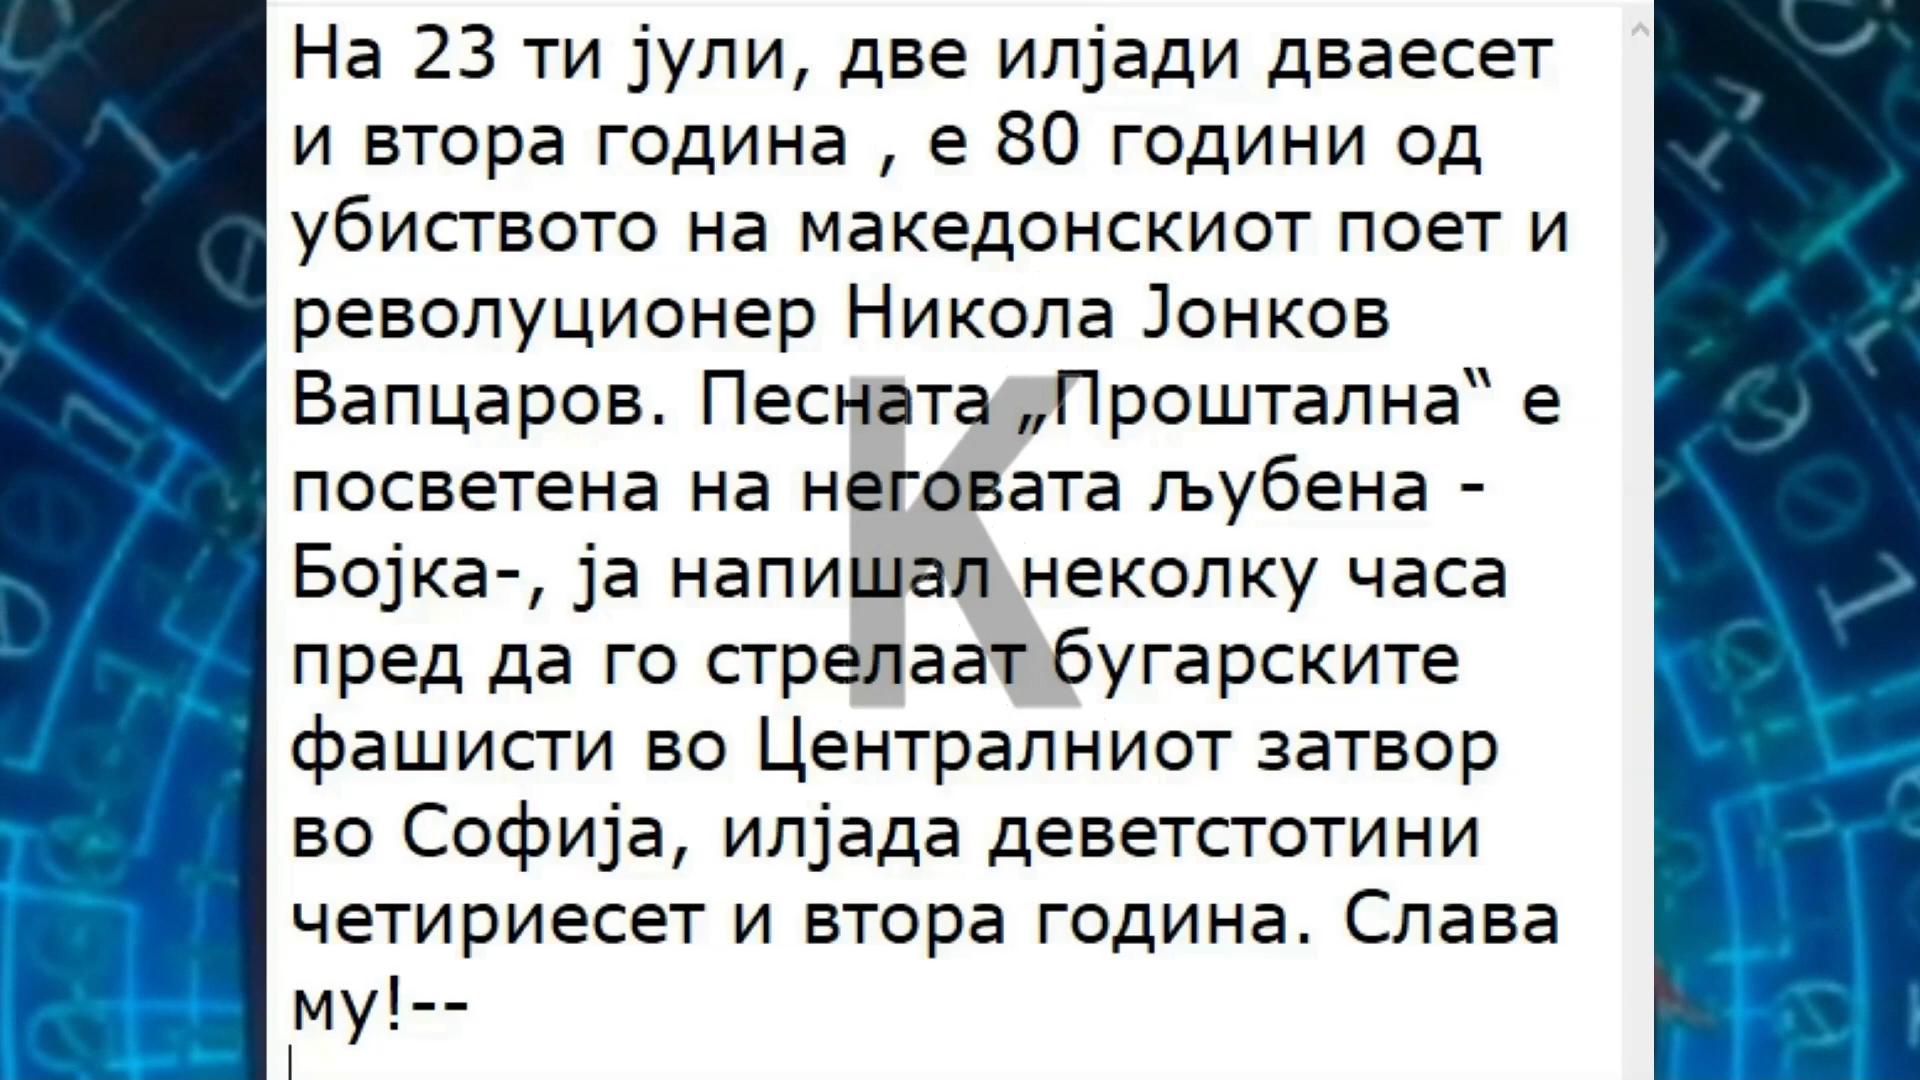 На 23 ти јули, две илјади дваесет
и втора година , е 80 години од
убиството на македонскиот поет и
револуционер Никола Јонков
Вапцаров. Песната „Проштална“ е
посветена на неговата љубена -
Бојка-, ја напишал неколку часа
пред да го стрелаат бугарските
фашисти во Централниот затвор
во Софија, илјада деветстотини
четириесет и втора година. Слава
му!--
K